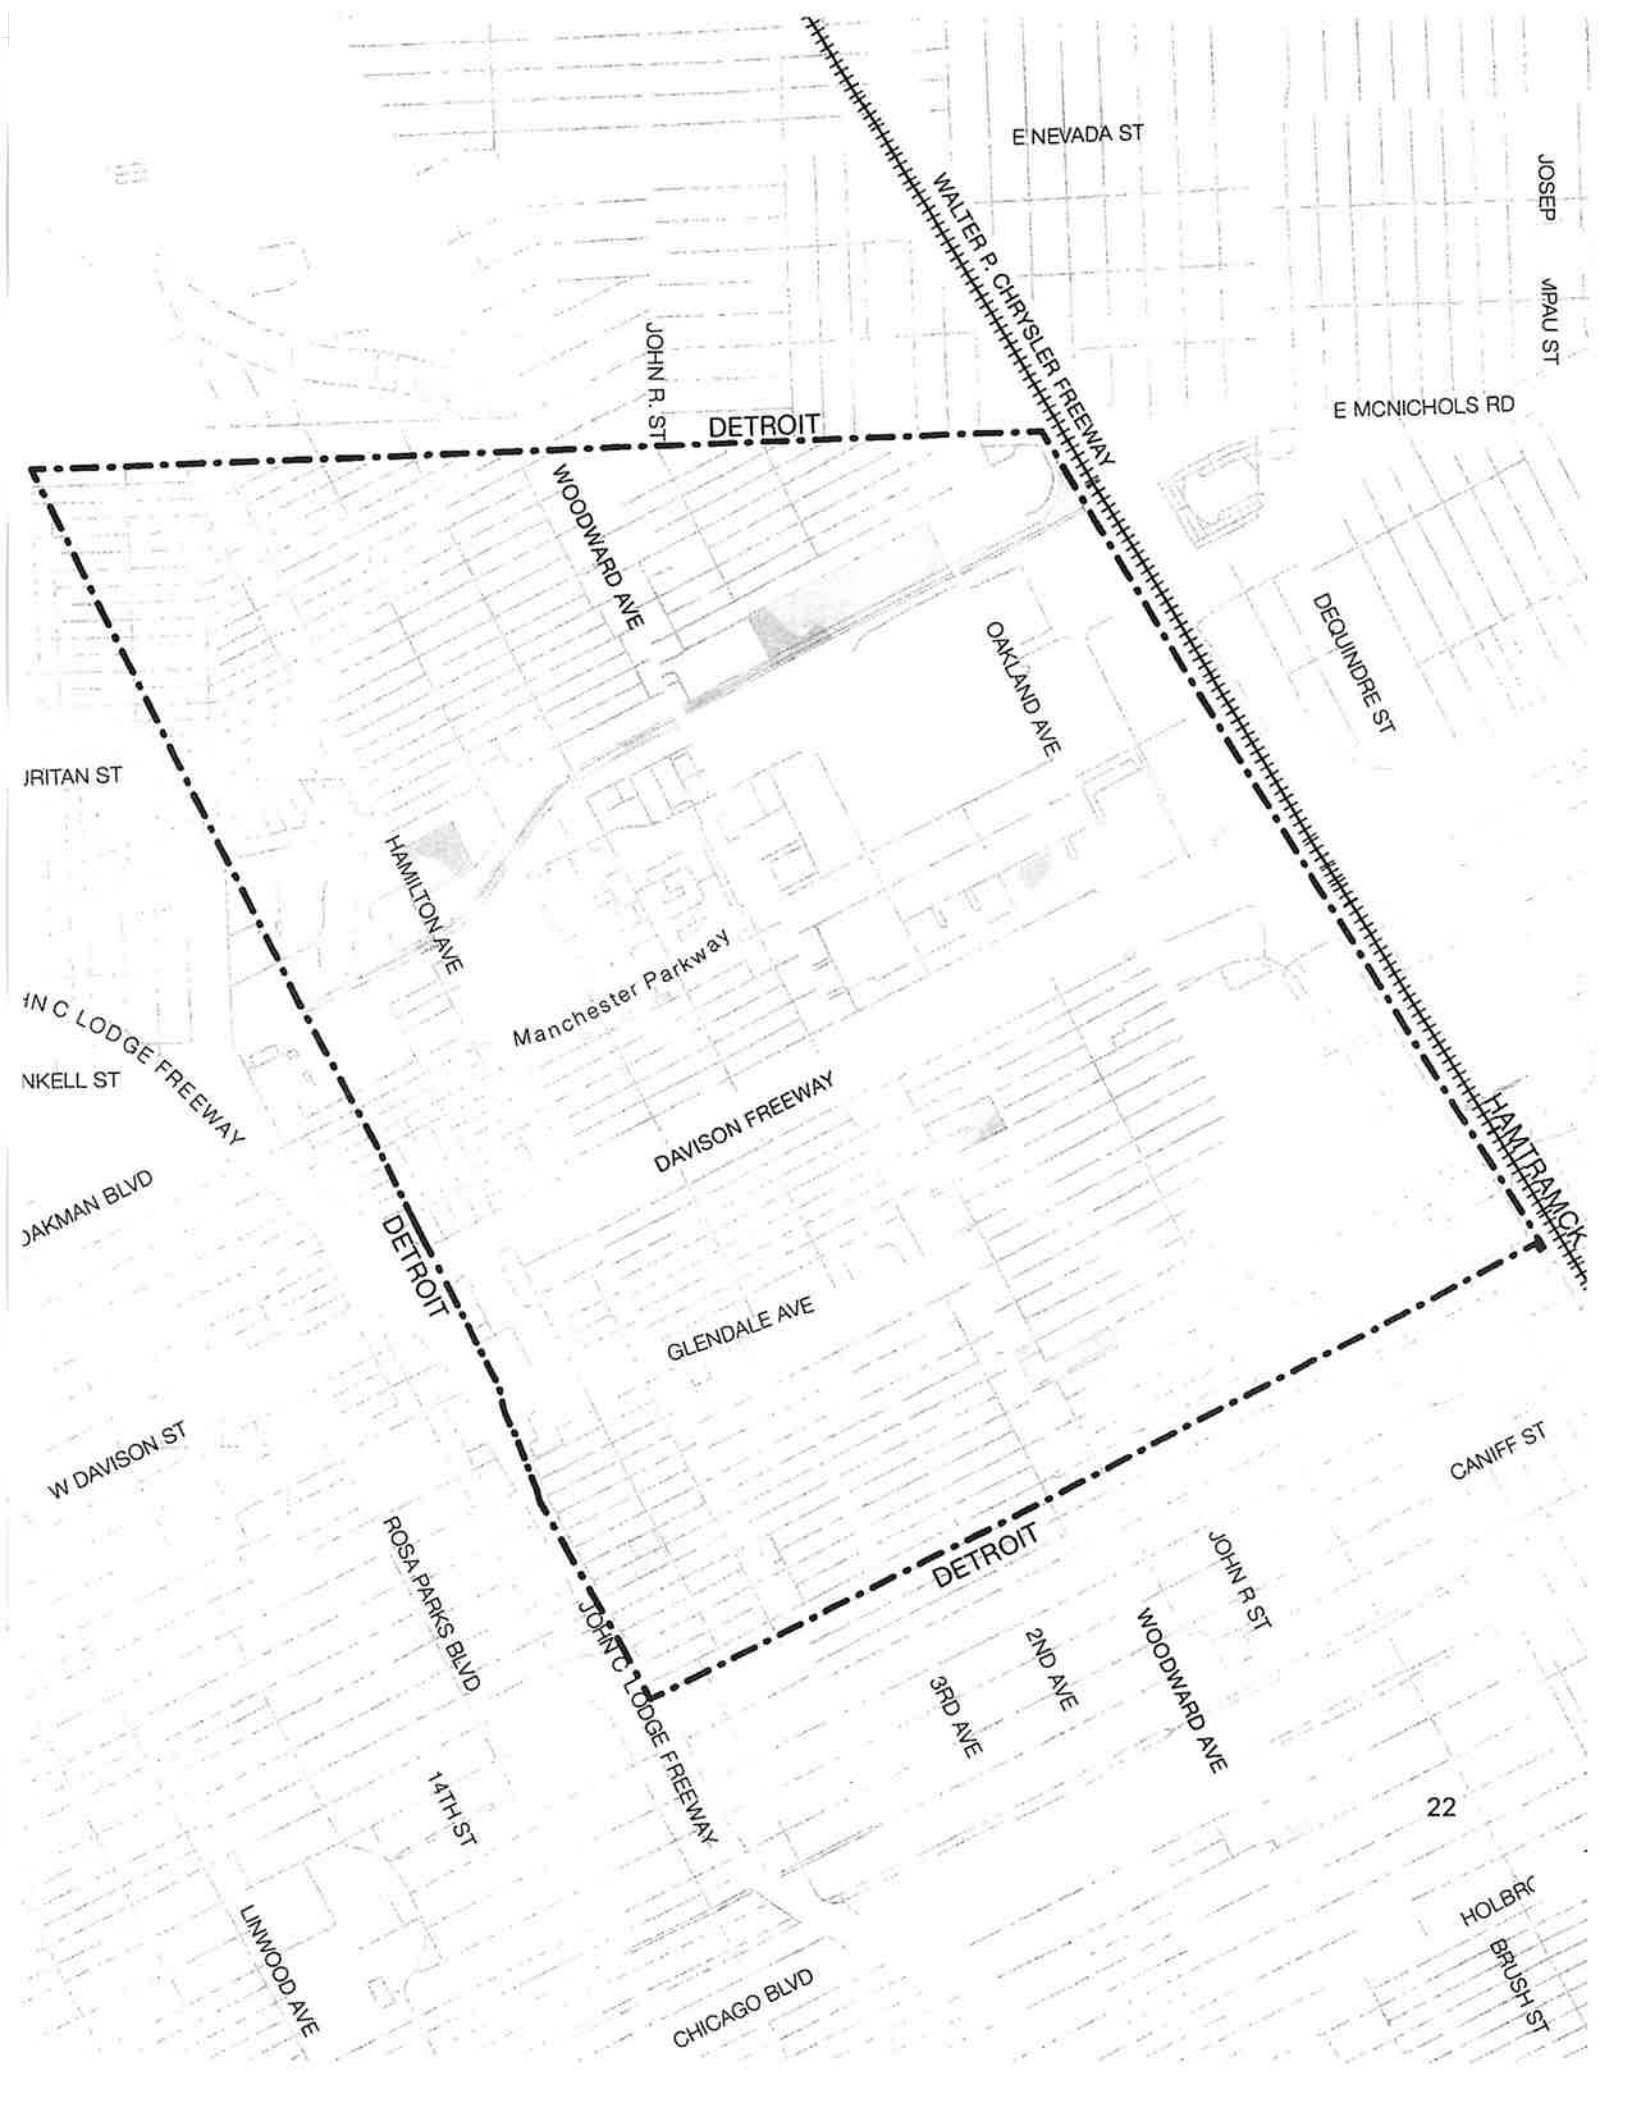 E NEVADA ST
JOSEP
WALTER P. CHRYSLER FREEWAY
MPAU ST
JOHN R. ST
E MCNICHOLS RD
DETROIT
WOODWARD AVE
DEQUINDRE ST
OAKLAND AVE
URITAN ST
HAMILTON AVE
Manchester Parkway
HN C LODGE FREEWAY
NKELL ST
DAVISON FREEWAY
HAMTRAMCK
OAKMAN BLVD
DETROIT
GLENDALE AVE
W DAVISON ST
CANIFF ST
ROSA PARKS BLVD
DETROIT
JOHN R ST
JOHN C LODGE FREEWAY
WOODWARD AVE
2ND AVE
3RD AVE
14TH ST
22
HOLBRO
LINWOOD AVE
BRUSH ST
CHICAGO BLVD